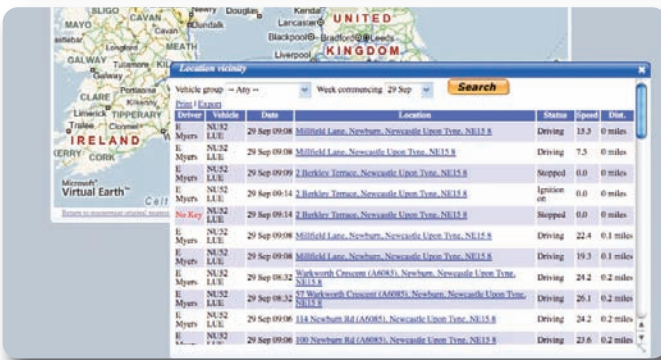 SLIGO
CAVAN
Newry
Douglas
Kendal
MAYO
CAVAN
Dundalk
Lancaster
UNITED
Cavan
Blackpool Bradford Leeds
Longford
MEATH
KINGDOM
Liverpool
GALWAY
Tullamore
KIL
Galway
Portlaoise
CLARE
Kilkenny
Limerick TIPPERARY
Tralee
Clonmel
IRELAND
KERRY
CORK
Microsoft®
Virtual Earth™
Celt
Location vicinity
Vehicle group -- Any -- Week commencing 29 Sep Search
Print | Export
Driver Vehicle Date Location Status Speed Dist.
E Myers NU52 LUE 29 Sep 09:08 Millfield Lane, Newburn, Newcastle Upon Tyne, NE15 8 Driving 15.5 0 miles
E Myers NU52 LUE 29 Sep 09:08 Millfield Lane, Newcastle Upon Tyne, NE15 8 Driving 7.5 0 miles
E Myers NU52 LUE 29 Sep 09:09 2 Berkley Terrace, Newcastle Upon Tyne, NE15 8 Stopped 0.0 0 miles
E Myers NU52 LUE 29 Sep 09:14 2 Berkley Terrace, Newcastle Upon Tyne, NE15 8 Ignition on 0.0 0 miles
No Key NU52 LUE 29 Sep 09:14 2 Berkley Terrace, Newcastle Upon Tyne, NE15 8 Stopped 0.0 0 miles
E Myers NU52 LUE 29 Sep 09:08 Millfield Lane, Newburn, Newcastle Upon Tyne, NE15 8 Driving 22.4 0.1 miles
E Myers NU52 LUE 29 Sep 09:08 Millfield Lane, Newburn, Newcastle Upon Tyne, NE15 8 Driving 19.3 0.1 miles
E Myers NU52 LUE 29 Sep 08:32 Warkworth Crescent (A6085), Newburn, Newcastle Upon Tyne, NE15 8 Driving 24.2 0.2 miles
E Myers NU52 LUE 29 Sep 08:32 57 Warkworth Crescent (A6085), Newburn, Newcastle Upon Tyne, NE15 8 Driving 26.1 0.2 miles
E Myers NU52 LUE 29 Sep 09:06 114 Newburn Rd (A6085), Newcastle Upon Tyne, NE15 8 Driving 24.2 0.2 miles
E Myers NU52 LUE 29 Sep 09:06 100 Newburn Rd (A6085), Newcastle Upon Tyne, NE15 8 Driving 23.6 0.2 miles